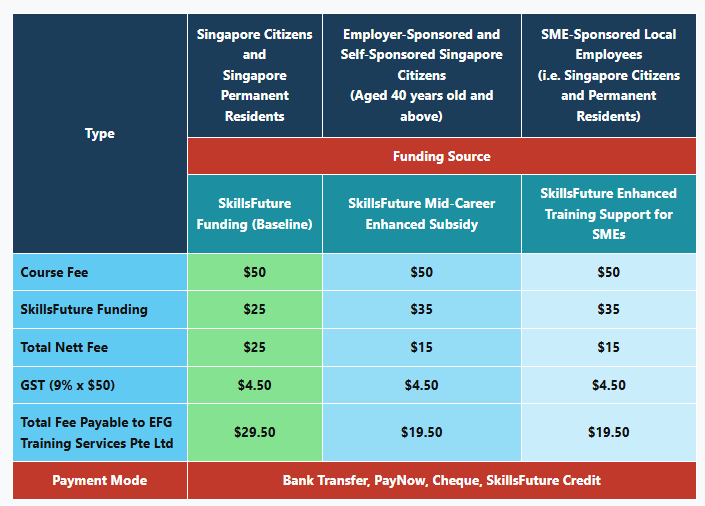 Type
Singapore Citizens
and
Singapore
Permanent
Residents
Employer-Sponsored and
Self-Sponsored Singapore
Citizens
(Aged 40 years old and
above)
SME-Sponsored Local
Employees
(i.e. Singapore Citizens
and Permanent
Residents)
Funding Source
SkillsFuture
Funding (Baseline)
SkillsFuture Mid-Career
Enhanced Subsidy
SkillsFuture Enhanced
Training Support for
SMEs
Course Fee $50 $50 $50
SkillsFuture Funding $25 $35 $35
Total Nett Fee $25 $15 $15
GST (9% x $50) $4.50 $4.50 $4.50
Total Fee Payable to EFG
Training Services Pte Ltd
$29.50 $19.50 $19.50
Payment Mode Bank Transfer, PayNow, Cheque, SkillsFuture Credit